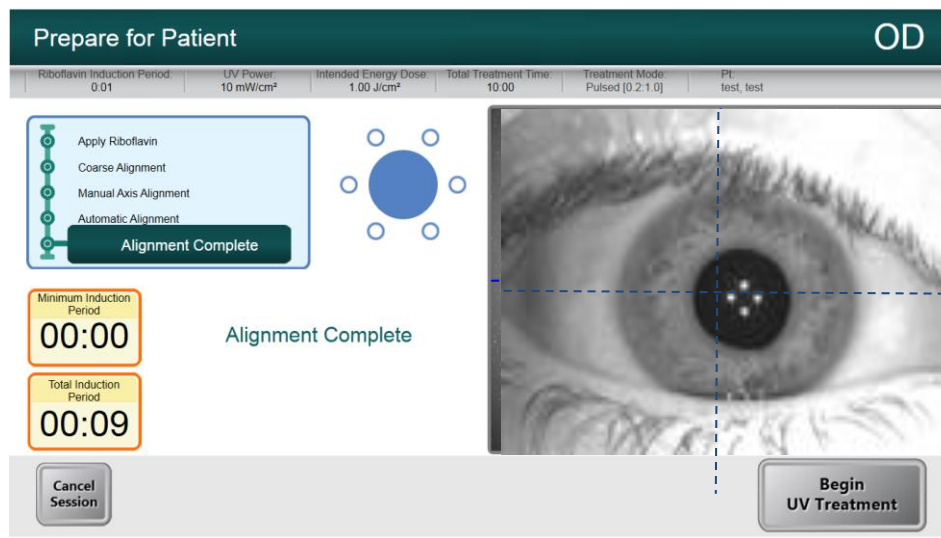 Prepare for Patient
OD
Riboflavin Induction Period: UV Power: Intended Energy Dose: Total Treatment Time: Treatment Mode: Pt:
0:01 10 mW/cm² 1.00 J/cm² 10:00 Pulsed [0.2:1.0] test, test
Apply Riboflavin
Coarse Alignment
Manual Axis Alignment
Automatic Alignment
Alignment Complete
Minimum Induction
Period
00:00
Alignment Complete
Total Induction
Period
00:09
Cancel
Session
Begin
UV Treatment